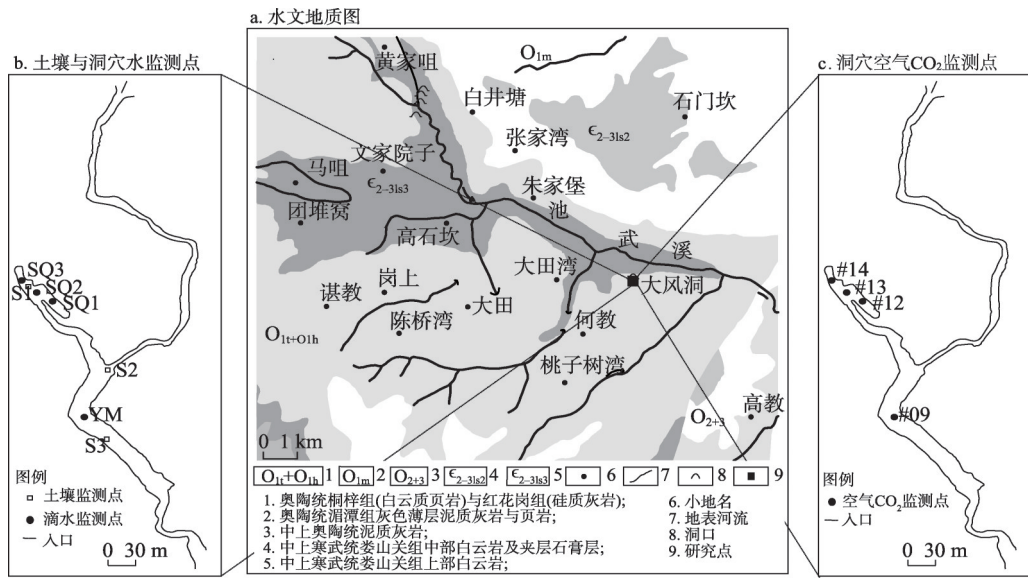 a. 水文地质图
b. 土壤与洞穴水监测点
SQ3
S1
SQ2
SQ1
S2
YM
S3
图例
土壤监测点
滴水监测点
入口
0 30 m
黄家咀
O1m
白井塘
石门坎
张家湾
ϵ2–3ls2
文家院子
马咀
ϵ2–3ls3
朱家堡
团堆窝
池
武
溪
高石坎
大田湾
大风洞
岗上
谌教
大田
陈桥湾
何教
O1t+O1h
桃子树湾
高教
O2+3
0 1 km
O1t+O1h 1 O1m 2 O2+3 3 ϵ2–3ls2 4 ϵ2–3ls3 5 6 7 8 9
1. 奥陶统桐梓组(白云质页岩)与红花岗组(硅质灰岩);
2. 奥陶统湄潭组灰色薄层泥质灰岩与页岩;
3. 中上奥陶统泥质灰岩;
4. 中上寒武统娄山关组中部白云岩及夹层石膏层;
5. 中上寒武统娄山关组上部白云岩;
6. 小地名
7. 地表河流
8. 洞口
9. 研究点
c. 洞穴空气CO2监测点
#14
#13
#12
#09
图例
空气CO2监测点
入口
0 30 m